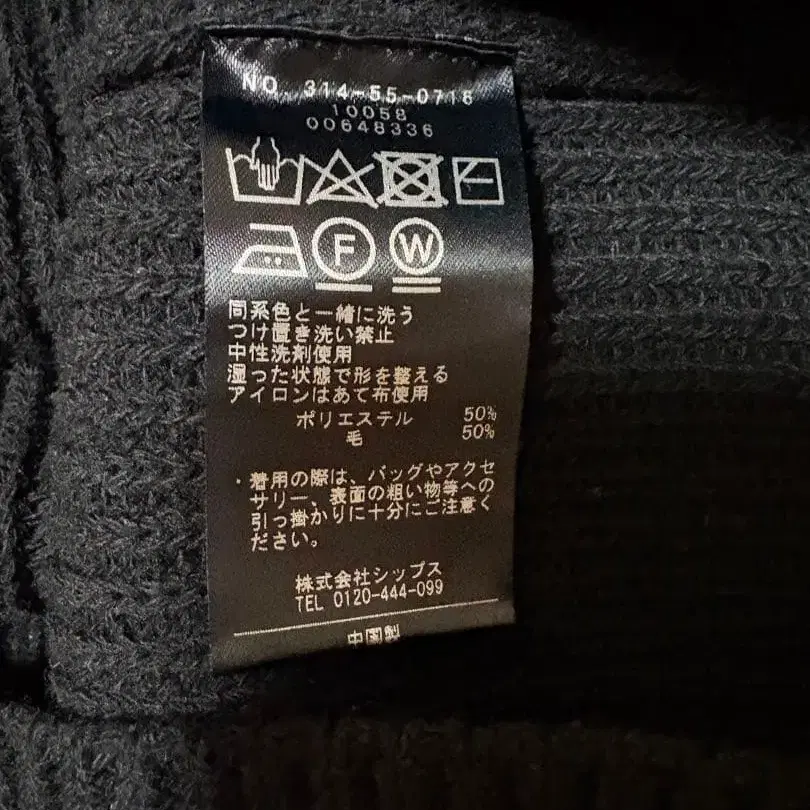 NO. 314-55-0716
10058
00648336
F W
同系色と一緒に洗う
つけ置き洗い禁止
中性洗剤使用
湿った状態で形を整える
アイロンはあて布使用
ポリエステル 50%
毛 50%
・着用の際は、バッグやアクセ
サリー、表面の粗い物等への
引っ掛かりに十分にご注意く
ださい。
株式会社シップス
TEL 0120-444-099
中国製